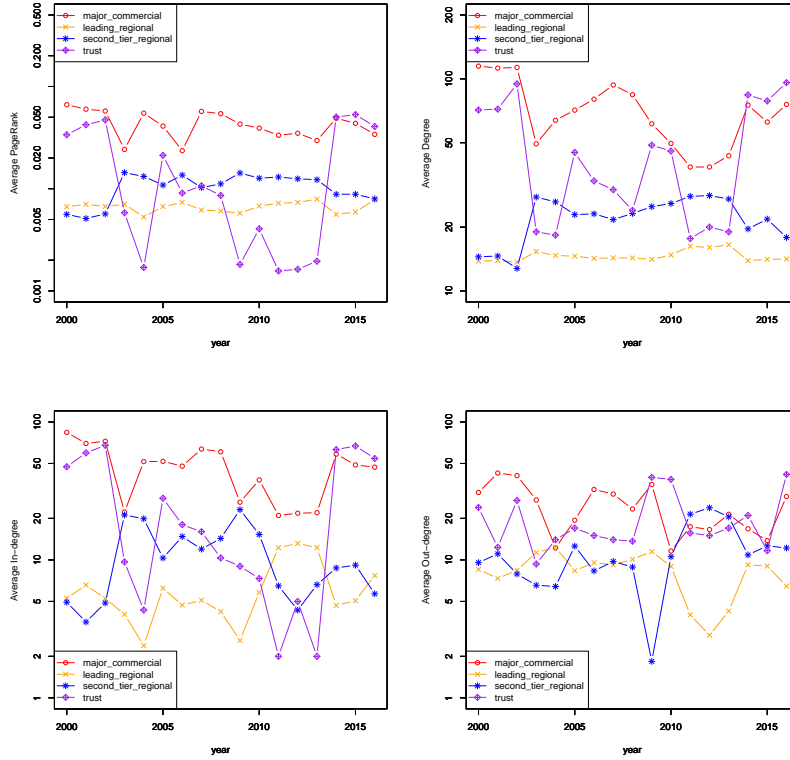 major_commercial
leading_regional
second_tier_regional
trust
0.500
0.200
0.050
0.020
0.005
0.001
Average PageRank
2000
2005
2010
2015
year
major_commercial
leading_regional
second_tier_regional
trust
200
100
50
20
10
Average Degree
2000
2005
2010
2015
year
100
50
20
10
5
2
1
Average In−degree
major_commercial
leading_regional
second_tier_regional
trust
2000
2005
2010
2015
year
100
50
20
10
5
2
1
Average Out−degree
major_commercial
leading_regional
second_tier_regional
trust
2000
2005
2010
2015
year